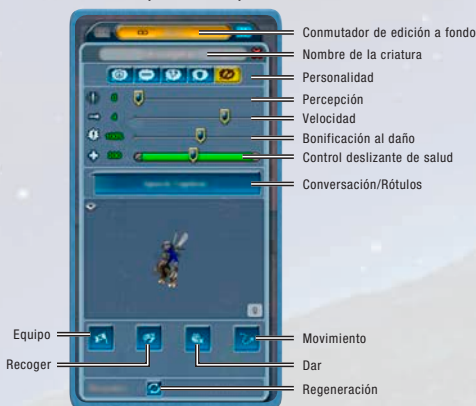 Conmutador de edición a fondo
Nombre de la criatura
Personalidad
Percepción
Velocidad
Bonificación al daño
Control deslizante de salud
Conversación/Rótulos
Equipo
Movimiento
Recoger
Dar
Regeneración